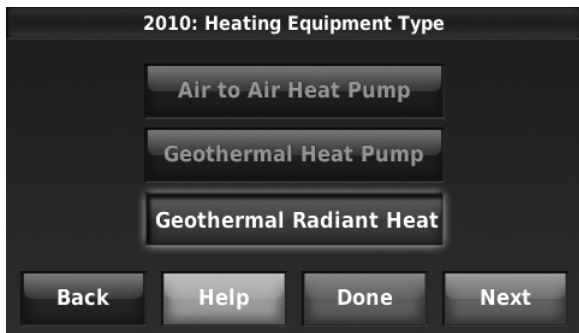 2010: Heating Equipment Type
Air to Air Heat Pump
Geothermal Heat Pump
Geothermal Radiant Heat
Back Help Done Next